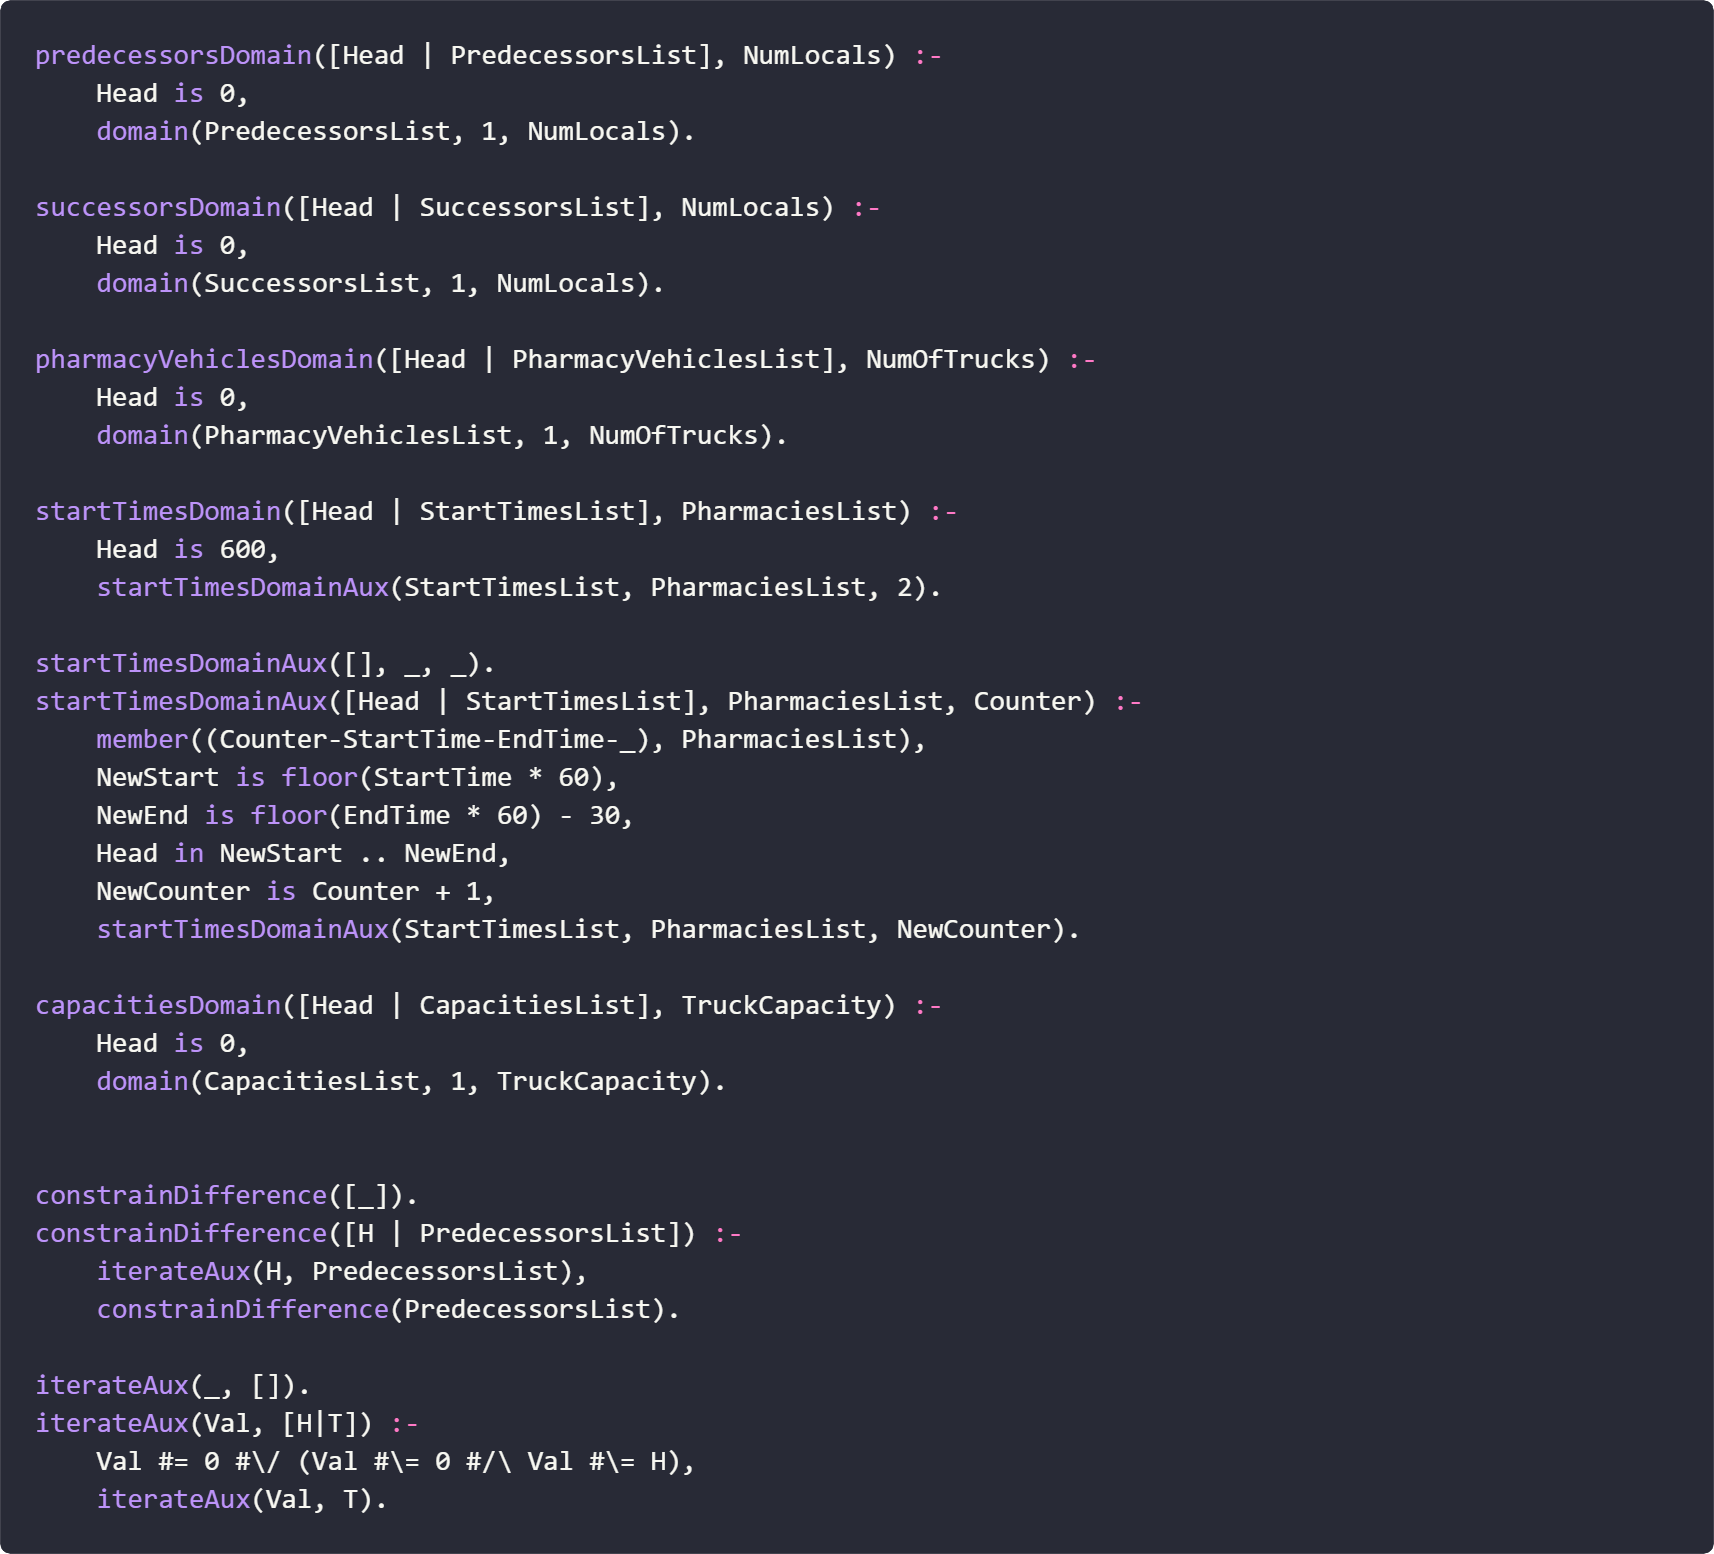 predecessorsDomain([Head | PredecessorsList], NumLocals) :-
    Head is 0,
    domain(PredecessorsList, 1, NumLocals).

successorsDomain([Head | SuccessorsList], NumLocals) :-
    Head is 0,
    domain(SuccessorsList, 1, NumLocals).

pharmacyVehiclesDomain([Head | PharmacyVehiclesList], NumOfTrucks) :-
    Head is 0,
    domain(PharmacyVehiclesList, 1, NumOfTrucks).

startTimesDomain([Head | StartTimesList], PharmaciesList) :-
    Head is 600,
    startTimesDomainAux(StartTimesList, PharmaciesList, 2).

startTimesDomainAux([], _, _).
startTimesDomainAux([Head | StartTimesList], PharmaciesList, Counter) :-
    member((Counter-StartTime-EndTime-_), PharmaciesList),
    NewStart is floor(StartTime * 60),
    NewEnd is floor(EndTime * 60) - 30,
    Head in NewStart .. NewEnd,
    NewCounter is Counter + 1,
    startTimesDomainAux(StartTimesList, PharmaciesList, NewCounter).

capacitiesDomain([Head | CapacitiesList], TruckCapacity) :-
    Head is 0,
    domain(CapacitiesList, 1, TruckCapacity).


constrainDifference([_]).
constrainDifference([H | PredecessorsList]) :-
    iterateAux(H, PredecessorsList),
    constrainDifference(PredecessorsList).

iterateAux(_, []).
iterateAux(Val, [H|T]) :-
    Val #= 0 #\/ (Val #\= 0 #/\ Val #\= H),
    iterateAux(Val, T).